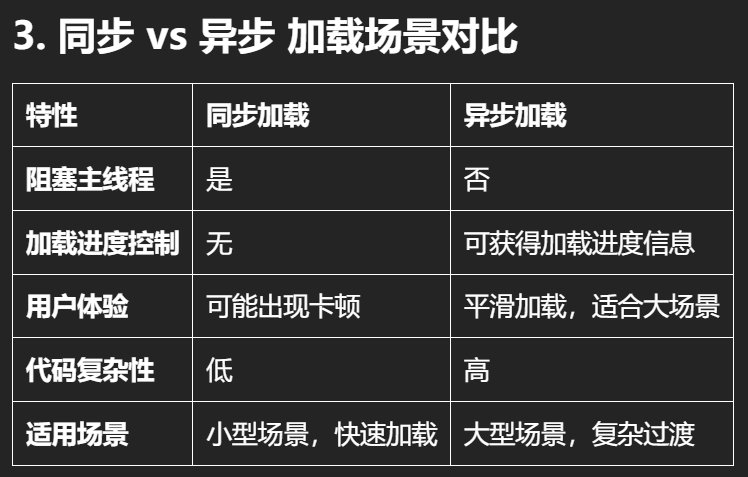 3. 同步 vs 异步 加载场景对比
特性 同步加载 异步加载
阻塞主线程 是 否
加载进度控制 无 可获得加载进度信息
用户体验 可能出现卡顿 平滑加载，适合大场景
代码复杂性 低 高
适用场景 小型场景，快速加载 大型场景，复杂过渡